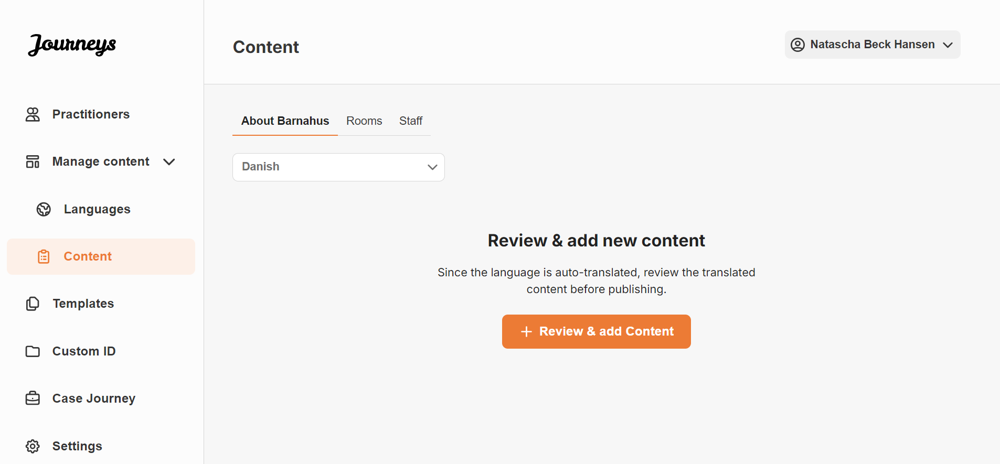 Journeys
Content
Natascha Beck Hansen
Practitioners
Manage content
Languages
Content
Templates
Custom ID
Case Journey
Settings
About Barnahus
Rooms
Staff
Danish
Review & add new content
Since the language is auto-translated, review the translated
content before publishing.
Review & add Content